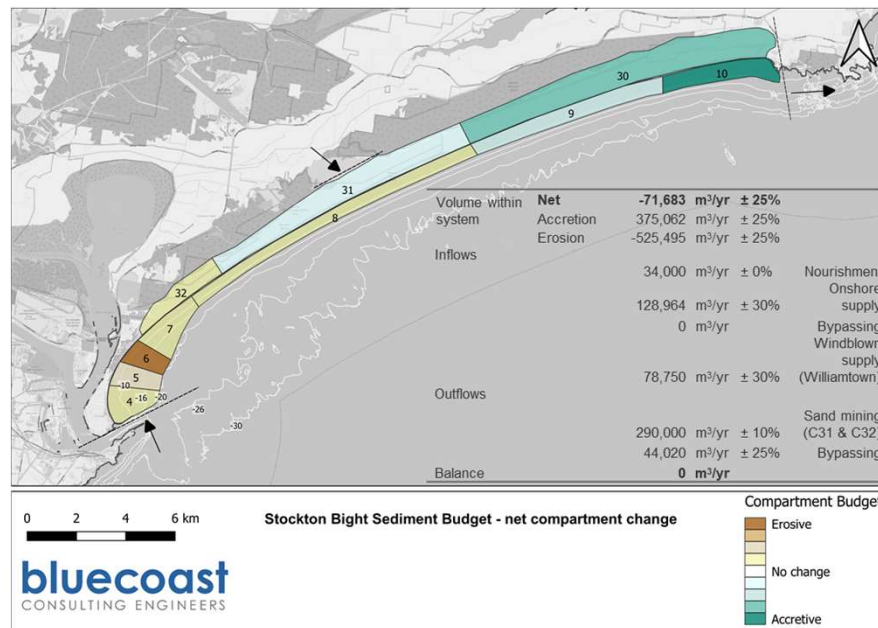 30
10
9
31
8
32
7
6
5
-10
-16
-20
4
-26
-30
Volume within system Net -71,683 m³/yr ± 25%
Accretion 375,062 m³/yr ± 25%
Erosion -525,495 m³/yr ± 25%
Inflows
34,000 m³/yr ± 0% Nourishmen
128,964 m³/yr ± 30% Onshore supply
0 m³/yr Bypassing
78,750 m³/yr ± 30% Windblown supply (Williamtown)
Outflows
290,000 m³/yr ± 10% Sand mining (C31 & C32)
44,020 m³/yr ± 25% Bypassing
Balance 0 m³/yr
0 2 4 6 km
Stockton Bight Sediment Budget - net compartment change
bluecoast
CONSULTING ENGINEERS
Compartment Budget
Erosive
No change
Accretive